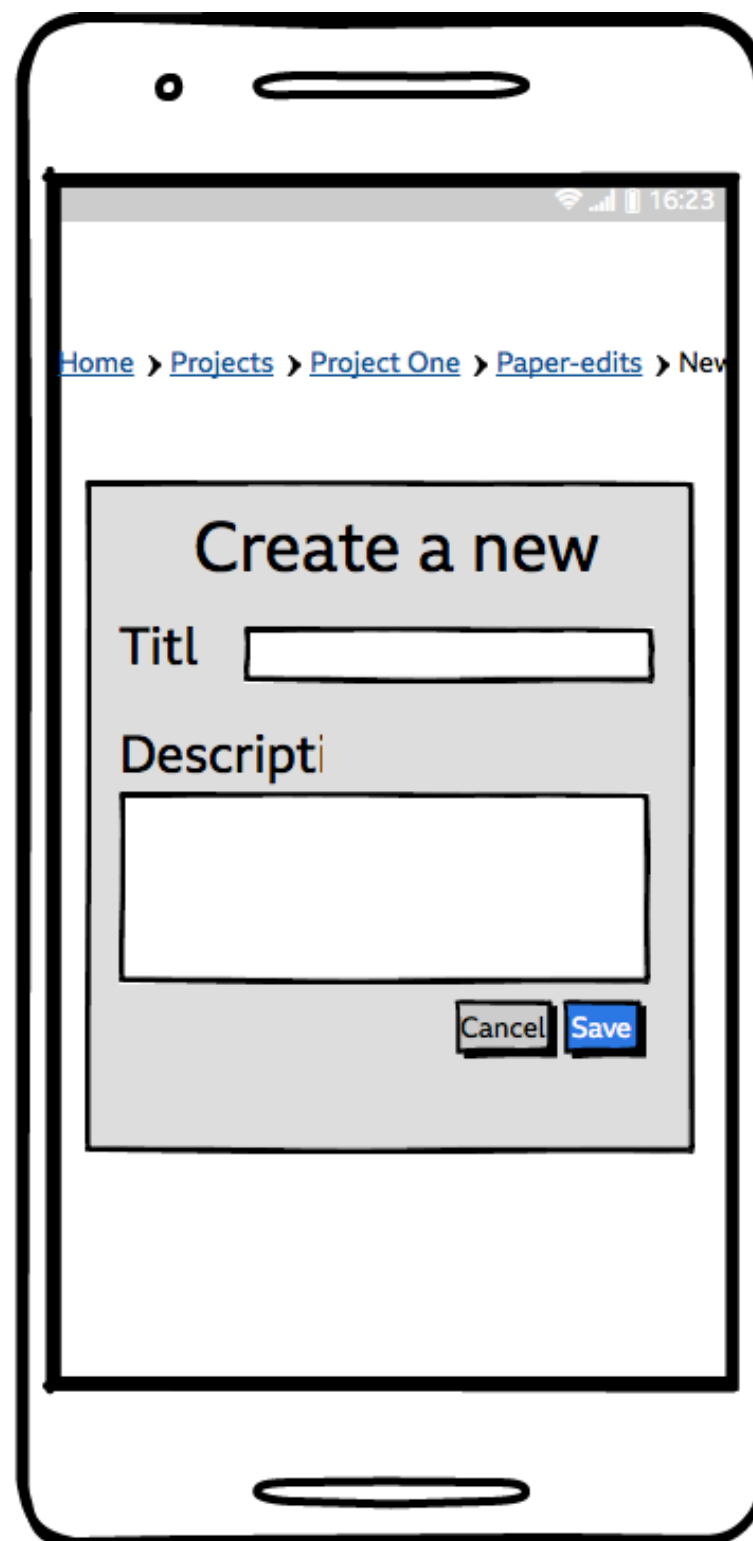 16:23
Home › Projects › Project One › Paper-edits › New
Create a new
Titl
Descripti
Cancel Save